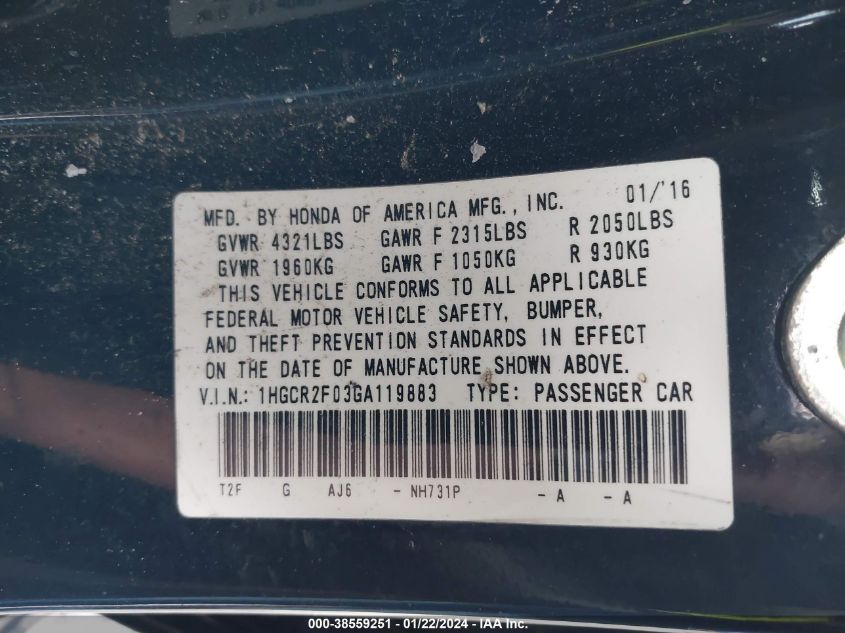 MFD. BY HONDA OF AMERICA MFG., INC. 01/'16
GVWR 4321LBS GAWR F 2315LBS R 2050LBS
GVWR 1960KG GAWR F 1050KG R 930KG
THIS VEHICLE CONFORMS TO ALL APPLICABLE
FEDERAL MOTOR VEHICLE SAFETY, BUMPER,
AND THEFT PREVENTION STANDARDS IN EFFECT
ON THE DATE OF MANUFACTURE SHOWN ABOVE.
V.I.N.: 1HGCR2F03GA119883 TYPE: PASSENGER CAR
T2F G AJ6 - NH731P - A - A
000-38559251 - 01/22/2024 - IAA Inc.